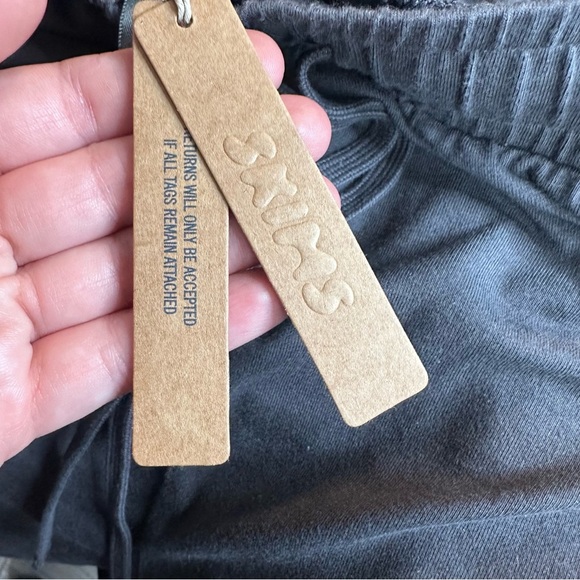 SKIMS
RETURNS WILL ONLY BE ACCEPTED
IF ALL TAGS REMAIN ATTACHED